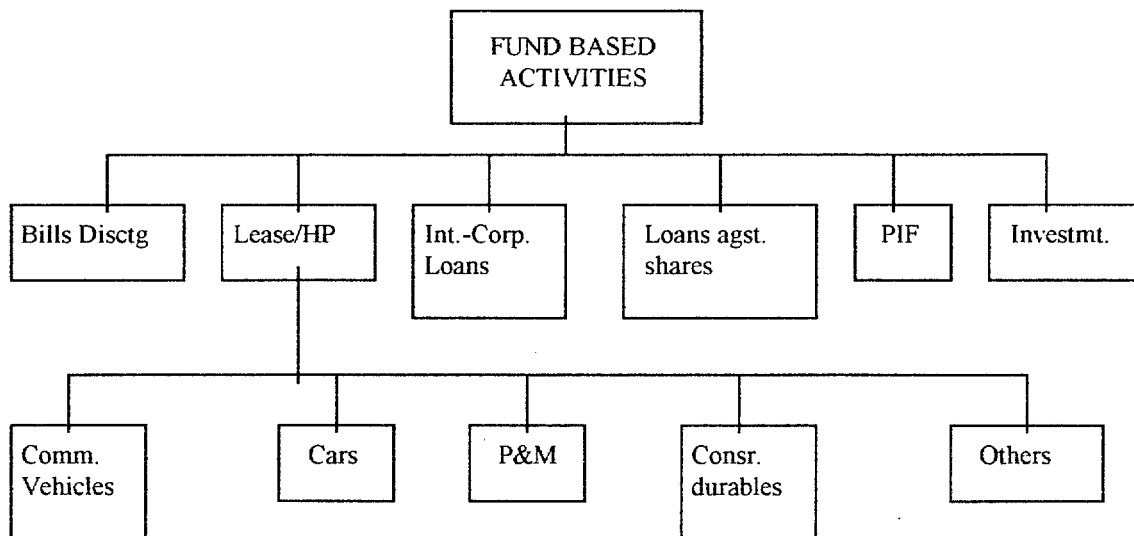 FUND BASED
ACTIVITIES
Bills Disctg
Lease/HP
Int.-Corp.
Loans
Loans agst.
shares
PIF
Investmt.
Comm.
Vehicles
Cars
P&M
Consr.
durables
Others